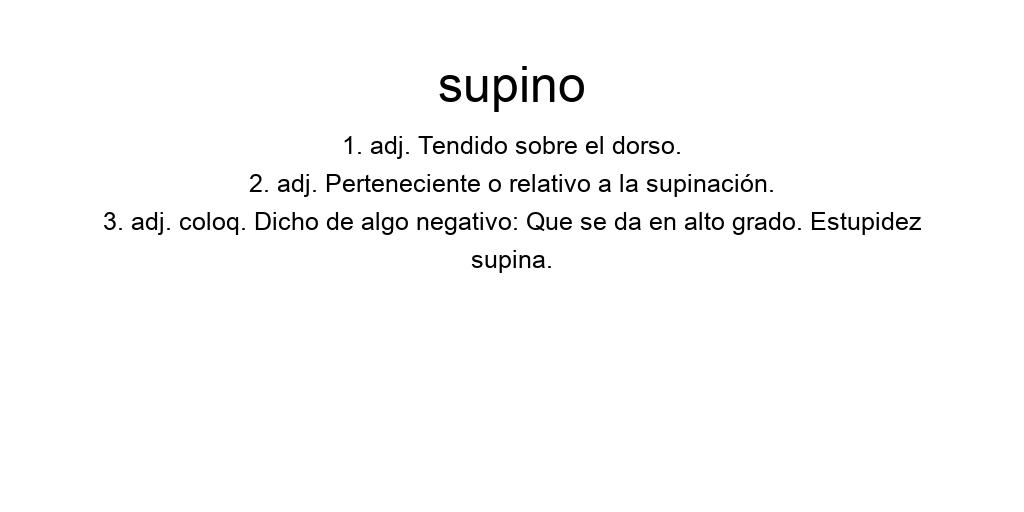 supino
1. adj. Tendido sobre el dorso.
2. adj. Perteneciente o relativo a la supinación.
3. adj. coloq. Dicho de algo negativo: Que se da en alto grado. Estupidez
supina.